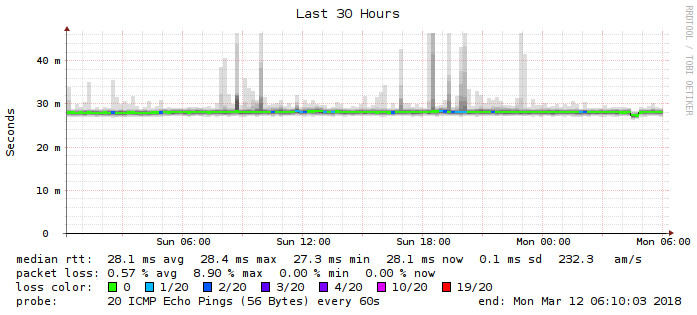 Last 30 Hours
RRDTOOL / TOBI OETIKER
Seconds
40 m
30 m
20 m
10 m
0
Sun 06:00 Sun 12:00 Sun 18:00 Mon 00:00 Mon 06:00
median rtt: 28.1 ms avg 28.4 ms max 27.3 ms min 28.1 ms now 0.1 ms sd 232.3 am/s
packet loss: 0.57 % avg 8.90 % max 0.00 % min 0.00 % now
loss color: 0 1/20 2/20 3/20 4/20 10/20 19/20
probe: 20 ICMP Echo Pings (56 Bytes) every 60s end: Mon Mar 12 06:10:03 2018